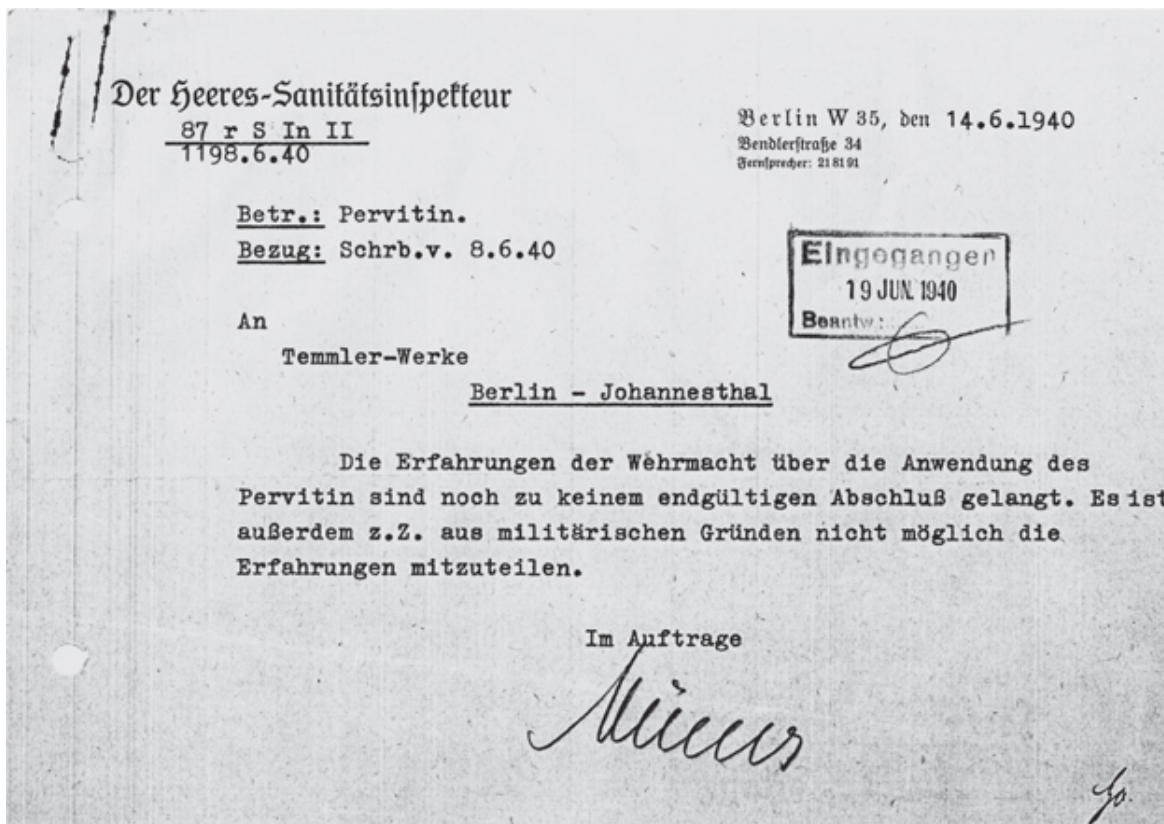 Der Heeres-Sanitätsinspekteur
87 r S In II
1198.6.40
Berlin W 35, den 14.6.1940
Bendlerstraße 34
Fernsprecher: 218191
Betr.: Pervitin.
Bezug: Schrb.v. 8.6.40
Eingegangen
19 JUN. 1940
Beantw.:
An
Temmler-Werke
Berlin - Johannesthal
Die Erfahrungen der Wehrmacht über die Anwendung des
Pervitin sind noch zu keinem endgültigen Abschluß gelangt. Es ist
außerdem z.Z. aus militärischen Gründen nicht möglich die
Erfahrungen mitzuteilen.
Im Auftrage